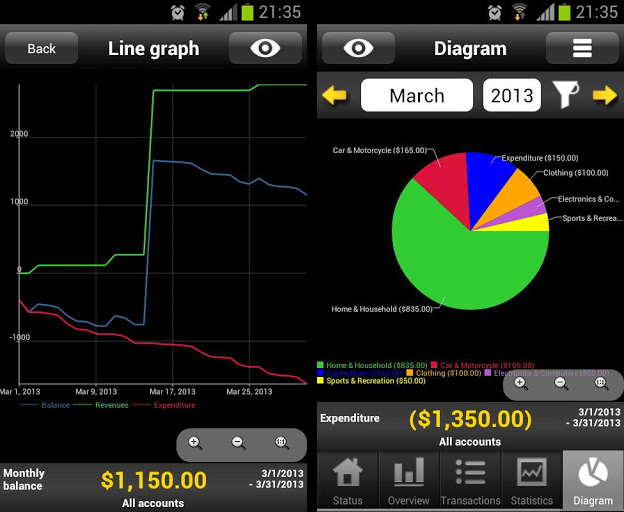 21:35
Back
Line graph
2000
1000
0
-1000
Mar 1, 2013
Mar 9, 2013
Mar 17, 2013
Mar 25, 2013
Balance
Revenues
Expenditure
Monthly
balance
$1,150.00
3/1/2013
- 3/31/2013
All accounts
21:35
Diagram
March
2013
Car & Motorcycle ($165.00)
Expenditure ($150.00)
Clothing ($100.00)
Electronics & Co...
Sports & Recrea...
Home & Household ($835.00)
Home & Household ($835.00) Car & Motorcycle ($165.00)
Expenditure ($150.00) Clothing ($100.00) Electronics & Computers ($50.00)
Sports & Recreation ($50.00)
Expenditure
($1,350.00)
3/1/2013
- 3/31/2013
All accounts
Status
Overview
Transactions
Statistics
Diagram